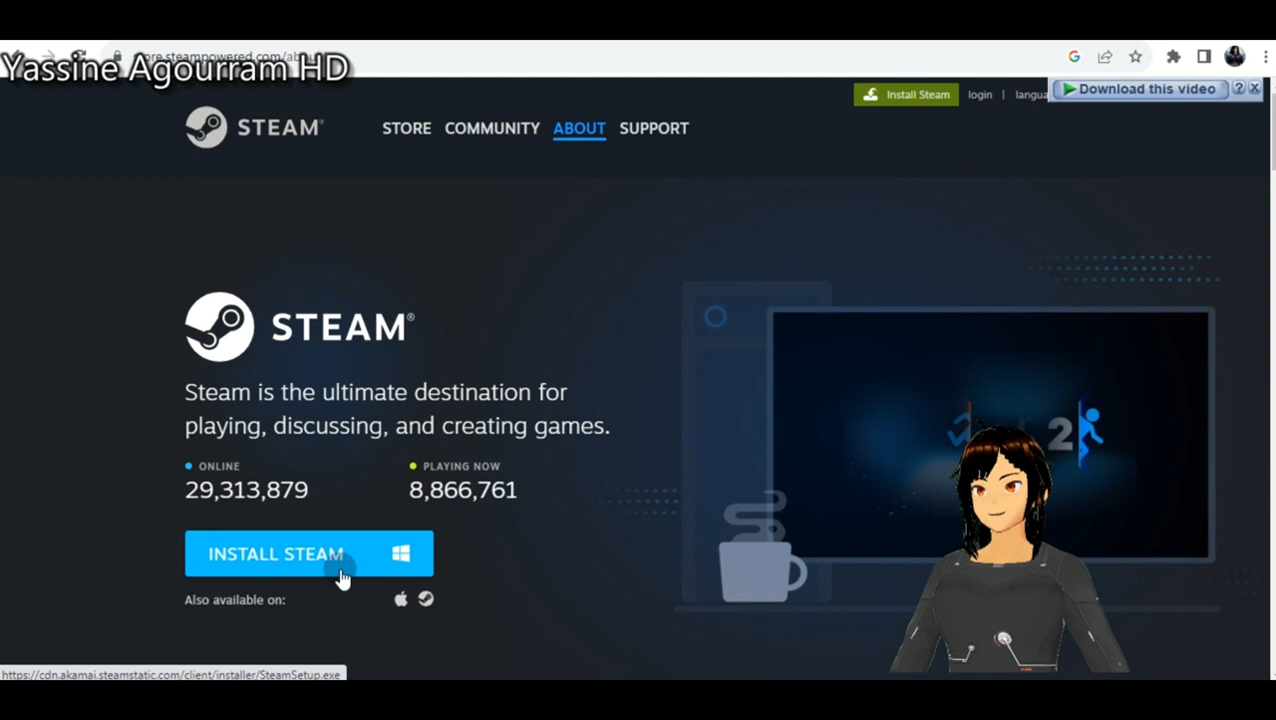 Yassine Agourram HD
Install Steam
login
|
langua
Download this video
?
X
STEAM®
STORE
COMMUNITY
ABOUT
SUPPORT
STEAM®
Steam is the ultimate destination for
playing, discussing, and creating games.
ONLINE
PLAYING NOW
29,313,879
8,866,761
2
INSTALL STEAM
Also available on:
https://cdn.akamai.steamstatic.com/client/installer/SteamSetup.exe